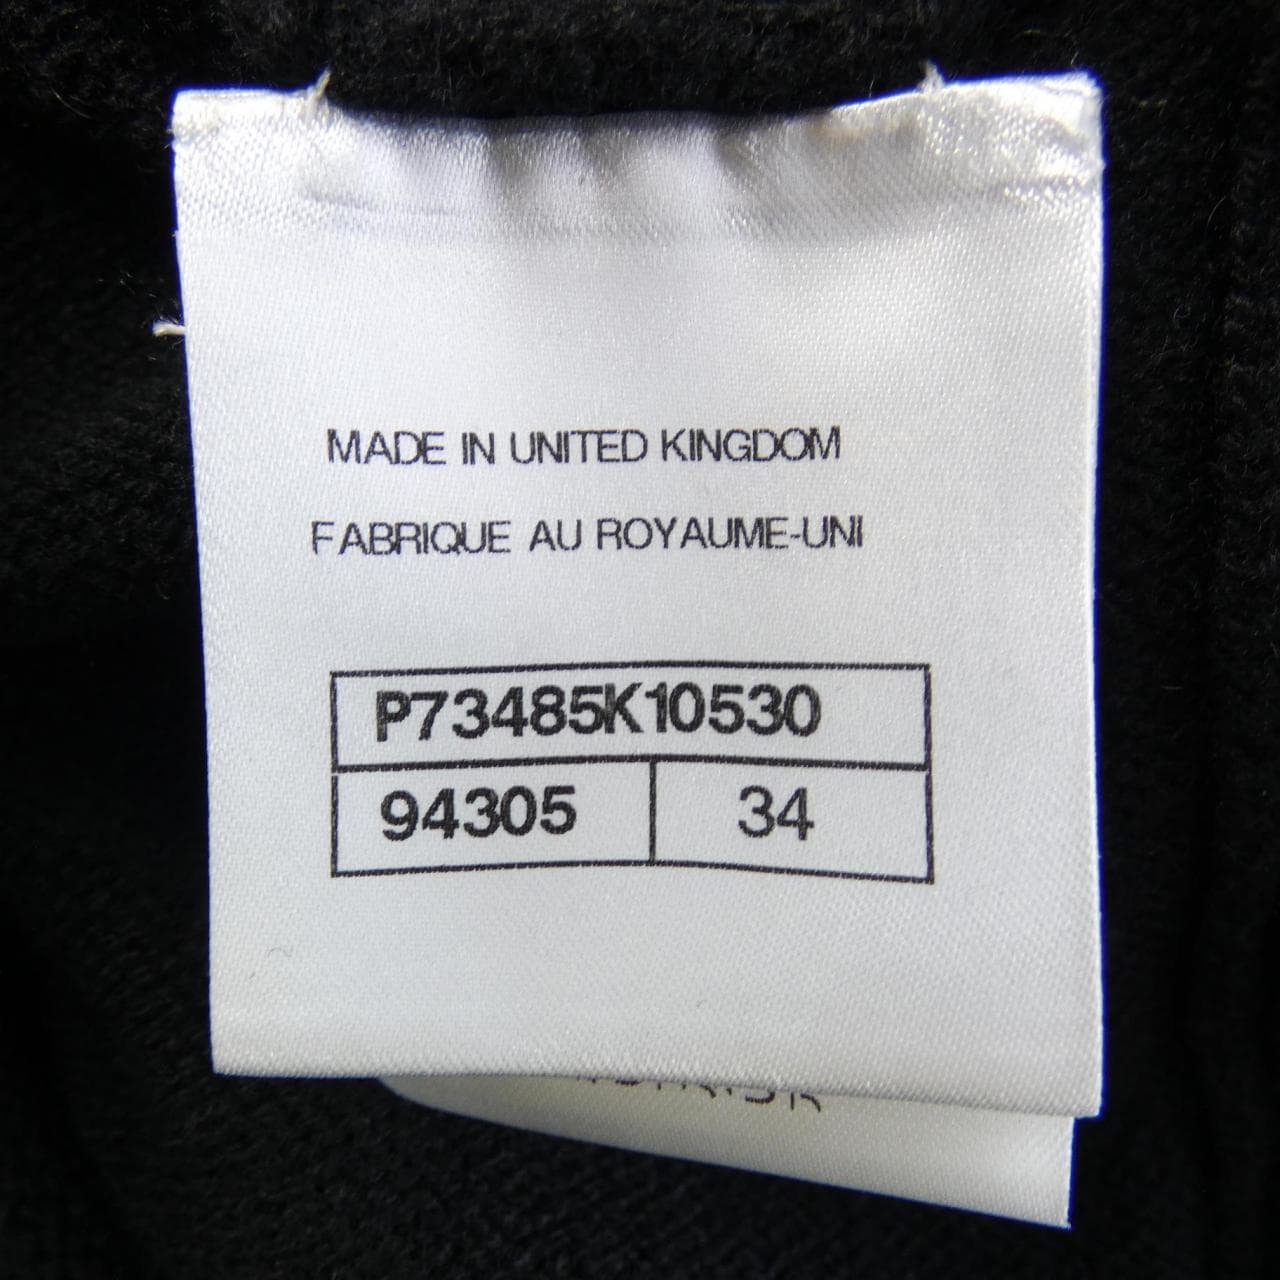 MADE IN UNITED KINGDOM
FABRIQUE AU ROYAUME-UNI
P73485K10530
94305 34